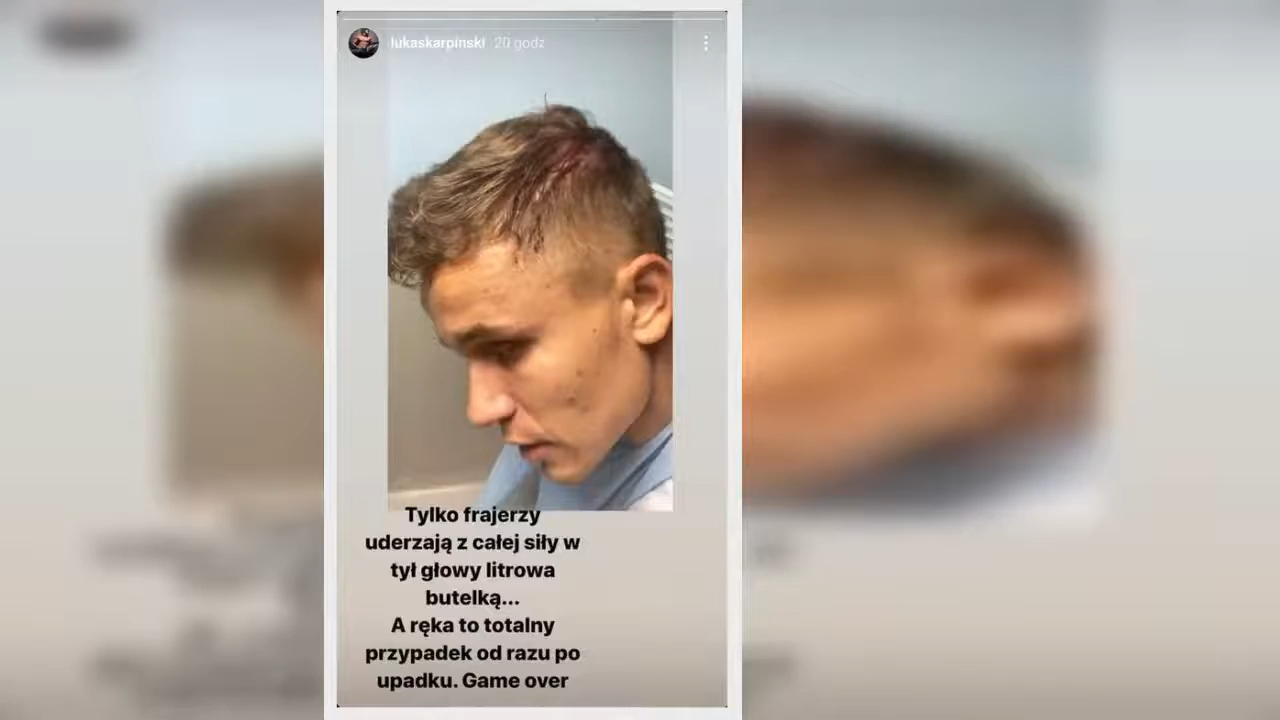 lukaskarpinski 20 godz
Tylko frajerzy
uderzają z całej siły w
tył głowy litrowa
butelką...
A ręka to totalny
przypadek od razu po
upadku. Game over